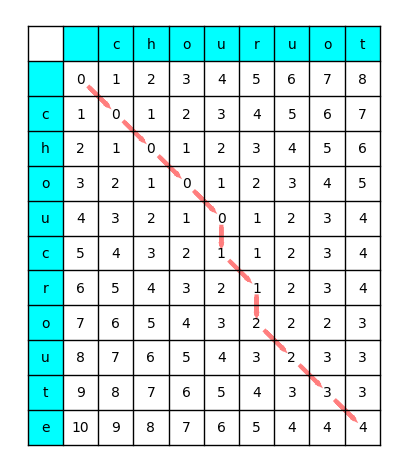 c h o u r u o t
0 1 2 3 4 5 6 7 8
c 1 0 1 2 3 4 5 6 7
h 2 1 0 1 2 3 4 5 6
o 3 2 1 0 1 2 3 4 5
u 4 3 2 1 0 1 2 3 4
c 5 4 3 2 1 1 2 3 4
r 6 5 4 3 2 1 2 3 4
o 7 6 5 4 3 2 2 2 3
u 8 7 6 5 4 3 2 3 3
t 9 8 7 6 5 4 3 3 3
e 10 9 8 7 6 5 4 4 4